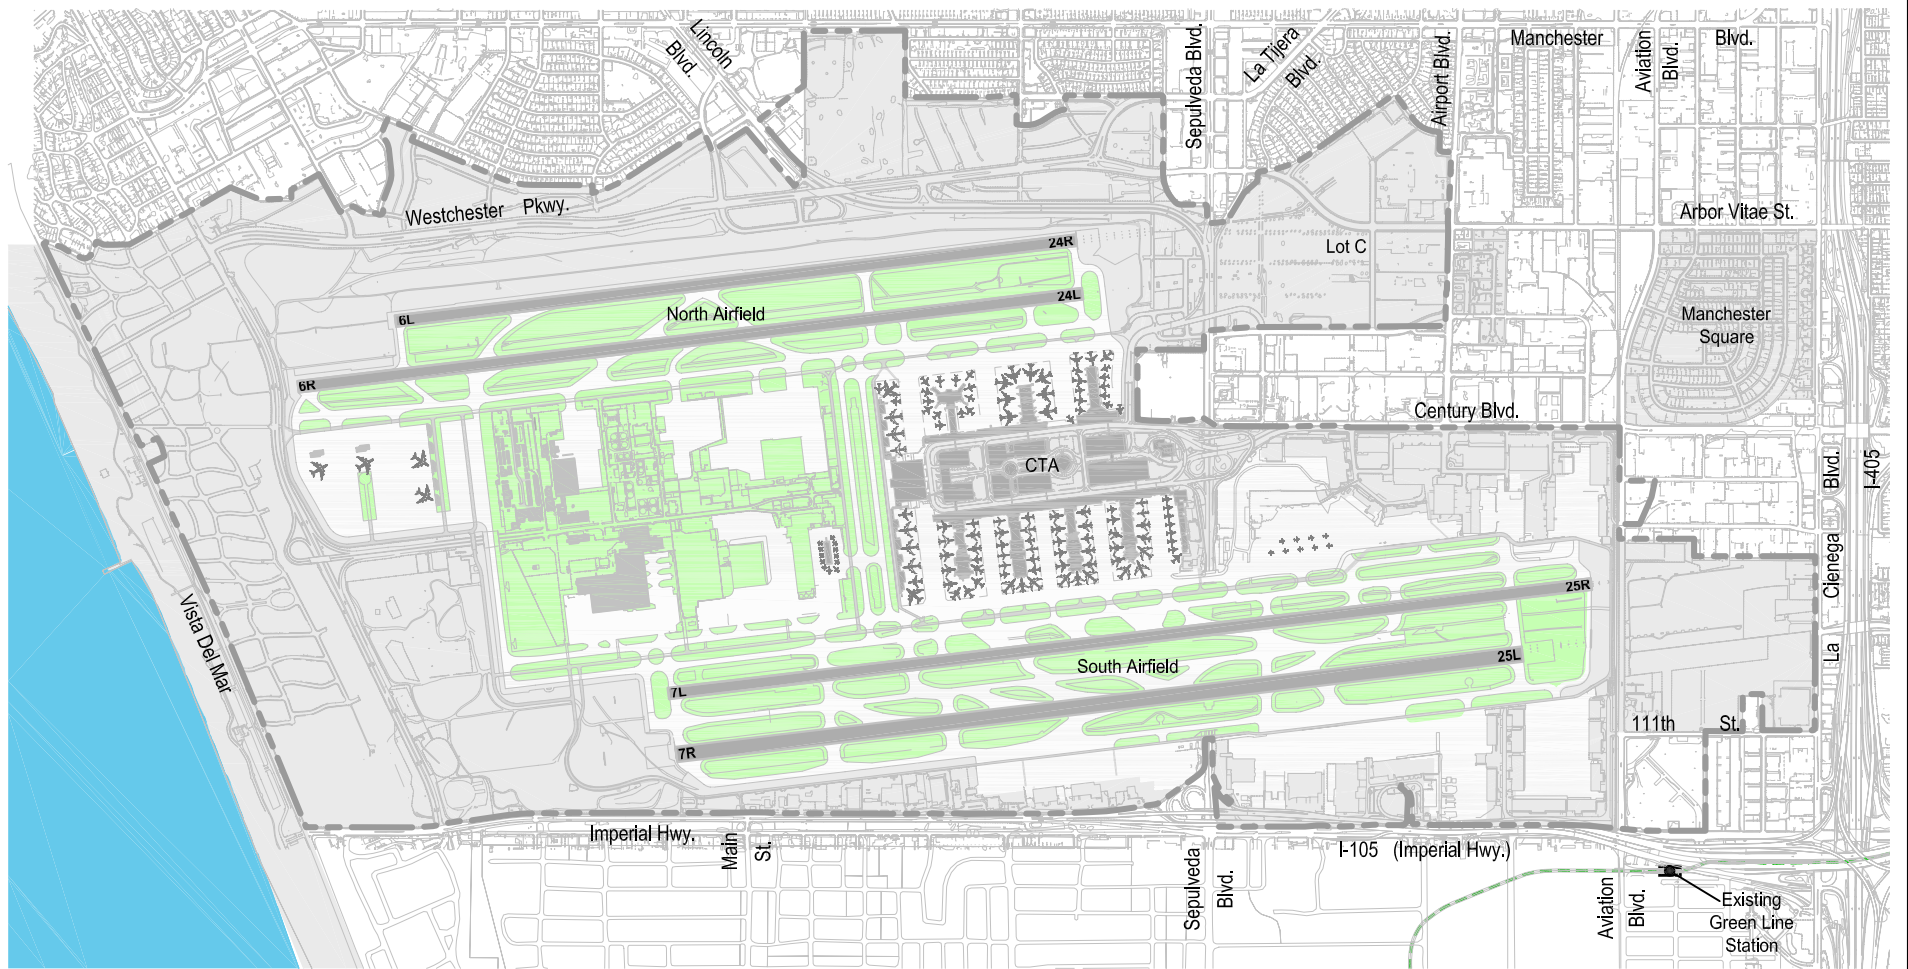 Lincoln
Blvd.
Sepulveda Blvd.
La Tijera
Blvd.
Airport Blvd.
Manchester
Blvd.
Aviation
Blvd.
Westchester Pkwy.
Arbor Vitae St.
24R
Lot C
24L
6L
North Airfield
Manchester
Square
6R
Century Blvd.
CTA
La Cienega Blvd.
I-405
25R
Vista Del Mar
South Airfield
25L
7L
7R
111th St.
Imperial Hwy.
Main
St.
I-105 (Imperial Hwy.)
Sepulveda
Blvd.
Aviation
Blvd.
Existing
Green Line
Station